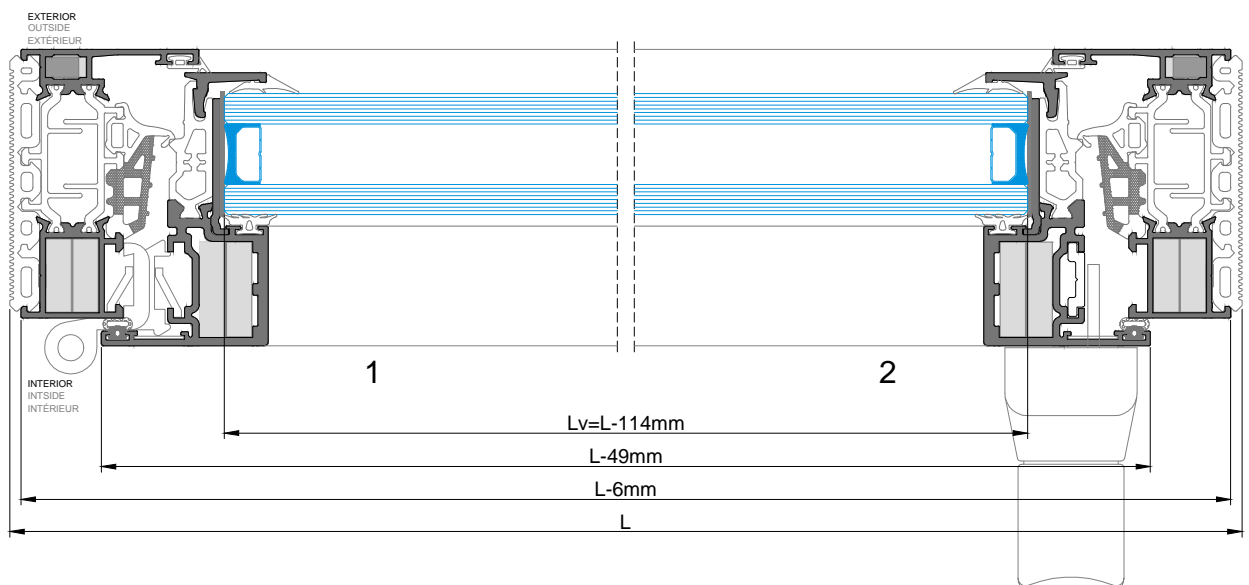 EXTERIOR
OUTSIDE
EXTÉRIEUR
INTERIOR
INTSIDE
INTÉRIEUR
1
2
Lv=L-114mm
L-49mm
L-6mm
L